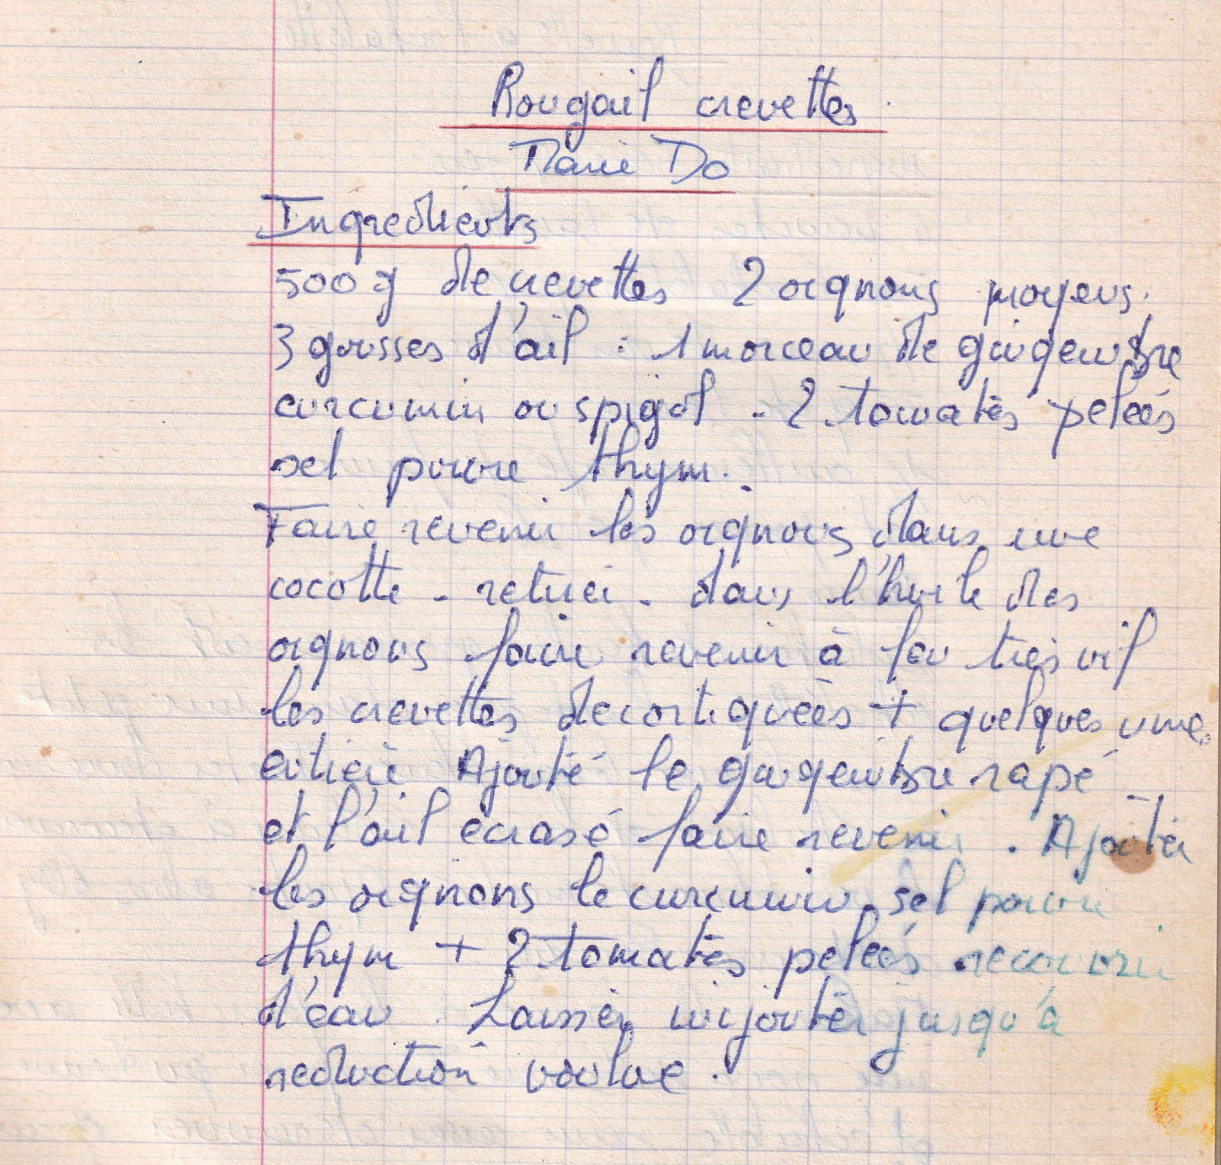 Rougail crevettes.
Marie Do
Ingredients
500 g de crevettes 2 oignons moyens.
3 gousses d'ail : 1 morceau de gingembre
curcumin ou spigol - 2 tomates pelées
sel poivre thym.
Faire revenir les oignons dans une
cocotte - retirer - dans l'huile des
oignons faire revenir à feu très vif
les crevettes decortiquées + quelques unes
entière Ajouté le gingembre rapé
et l'ail écrasé faire revenir. Ajouter
les oignons le curcumin. sel poivre
thym + 2 tomates pelées recouvrir
d'eau. Laisser mijoter jusqu'à
reduction voulue.